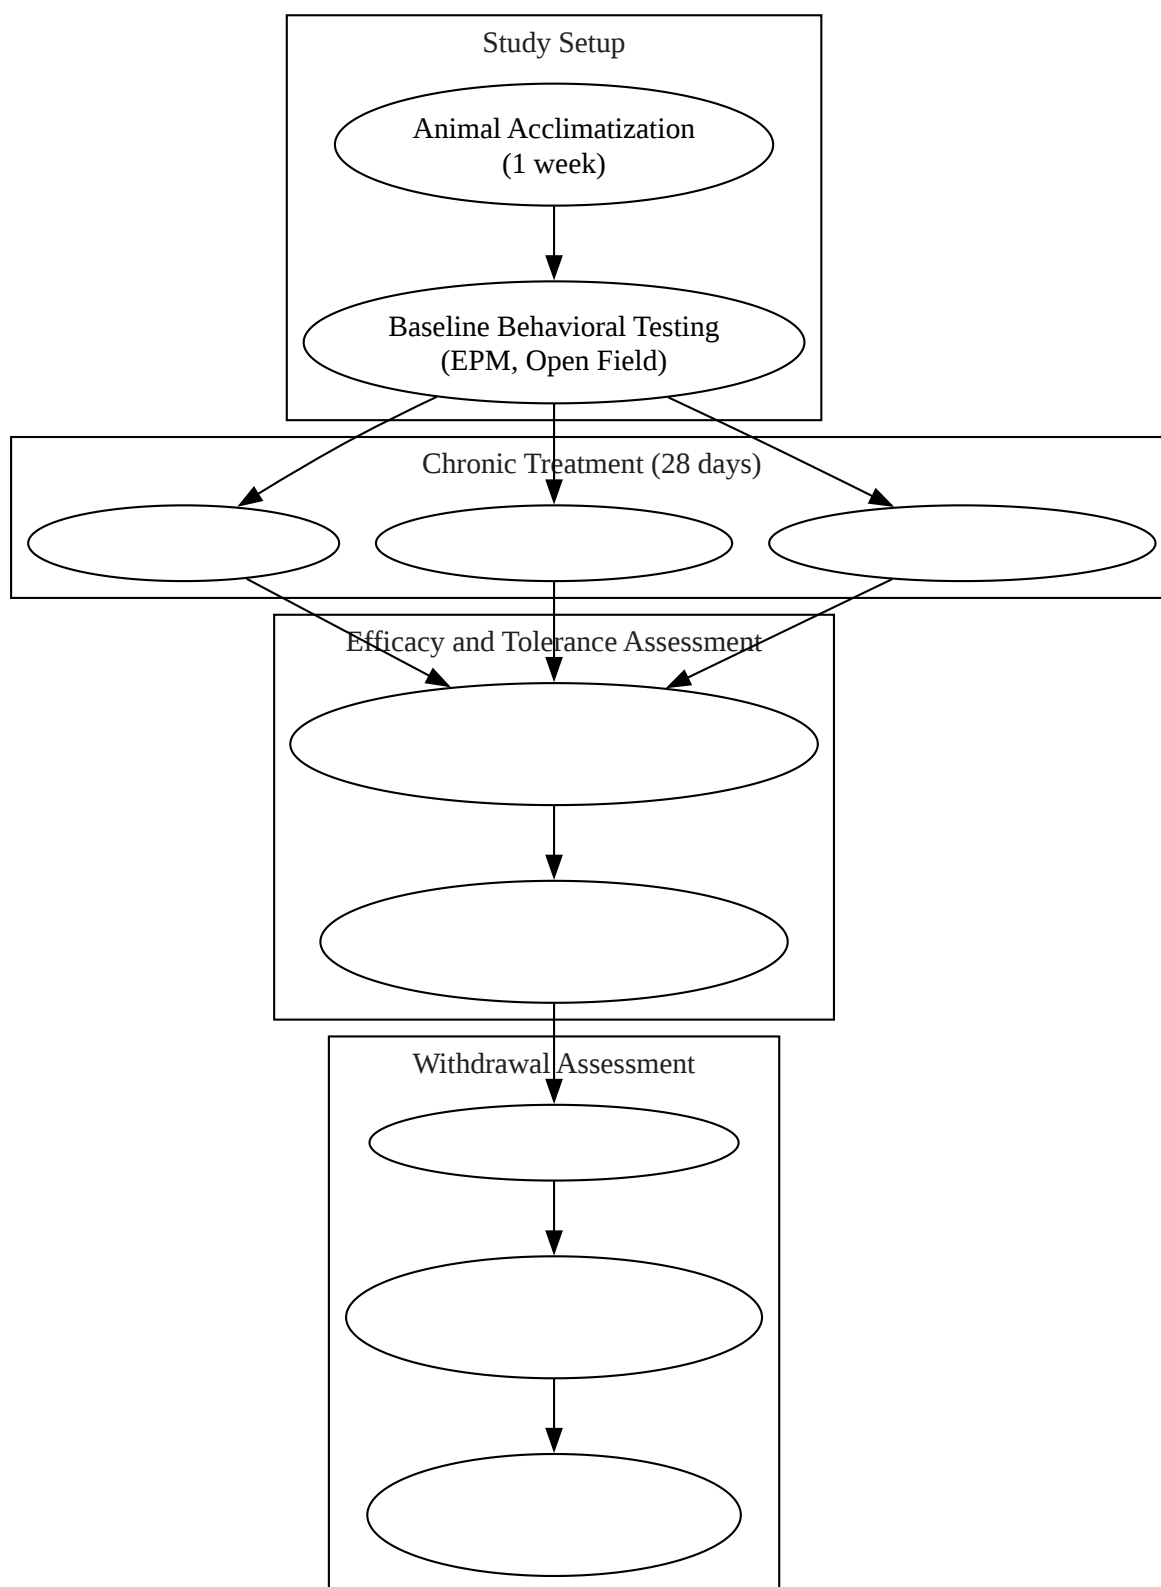 Study Setup
Animal Acclimatization
(1 week)
Baseline Behavioral Testing
(EPM, Open Field)
Chronic Treatment (28 days)
Efficacy and Tolerance Assessment
Withdrawal Assessment